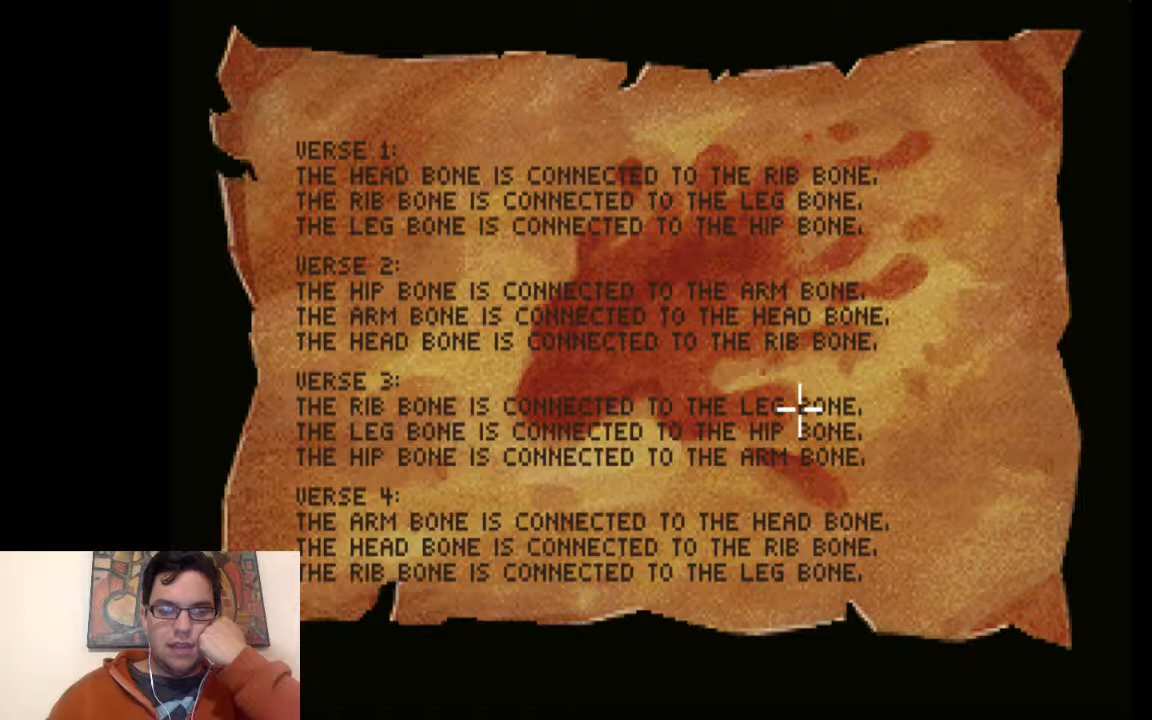 VERSE 1:
THE HEAD BONE IS CONNECTED TO THE RIB BONE.
THE RIB BONE IS CONNECTED TO THE LEG BONE.
THE LEG BONE IS CONNECTED TO THE HIP BONE.
VERSE 2:
THE HIP BONE IS CONNECTED TO THE ARM BONE.
THE ARM BONE IS CONNECTED TO THE HEAD BONE.
THE HEAD BONE IS CONNECTED TO THE RIB BONE.
VERSE 3:
THE RIB BONE IS CONNECTED TO THE LEG BONE.
THE LEG BONE IS CONNECTED TO THE HIP BONE.
THE HIP BONE IS CONNECTED TO THE ARM BONE.
VERSE 4:
THE ARM BONE IS CONNECTED TO THE HEAD BONE.
THE HEAD BONE IS CONNECTED TO THE RIB BONE.
THE RIB BONE IS CONNECTED TO THE LEG BONE.